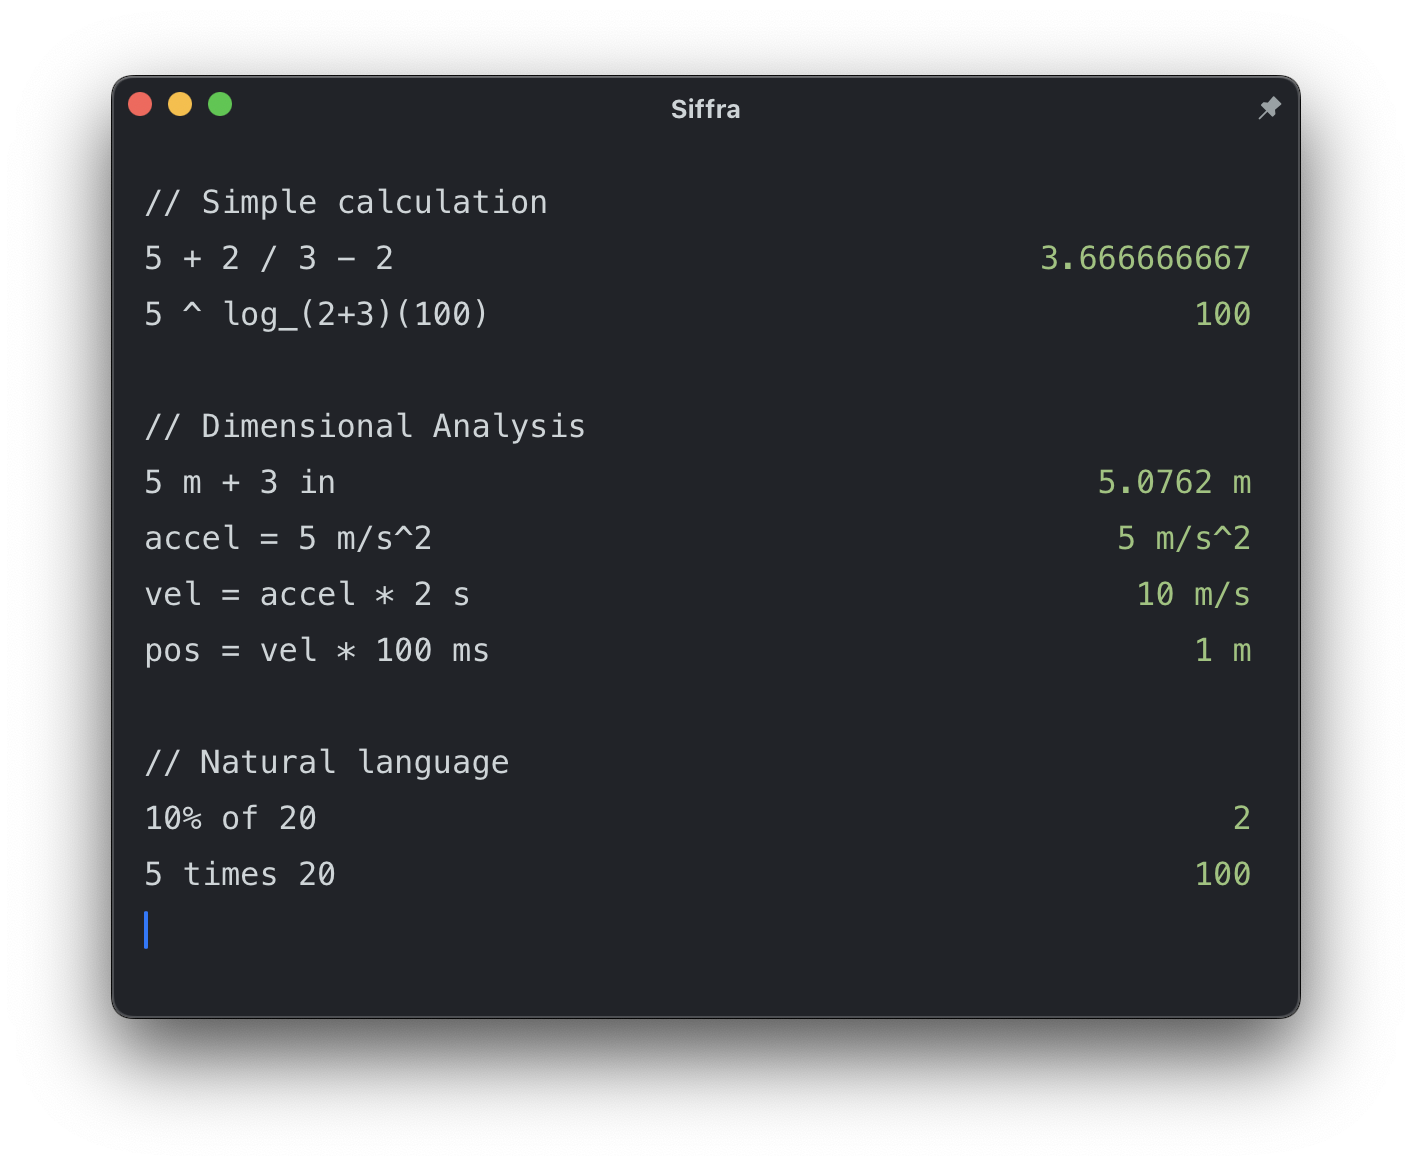 Siffra
// Simple calculation
5 + 2 / 3 − 2 3.666666667
5 ^ log_(2+3)(100) 100
// Dimensional Analysis
5 m + 3 in 5.0762 m
accel = 5 m/s^2 5 m/s^2
vel = accel * 2 s 10 m/s
pos = vel * 100 ms 1 m
// Natural language
10% of 20 2
5 times 20 100